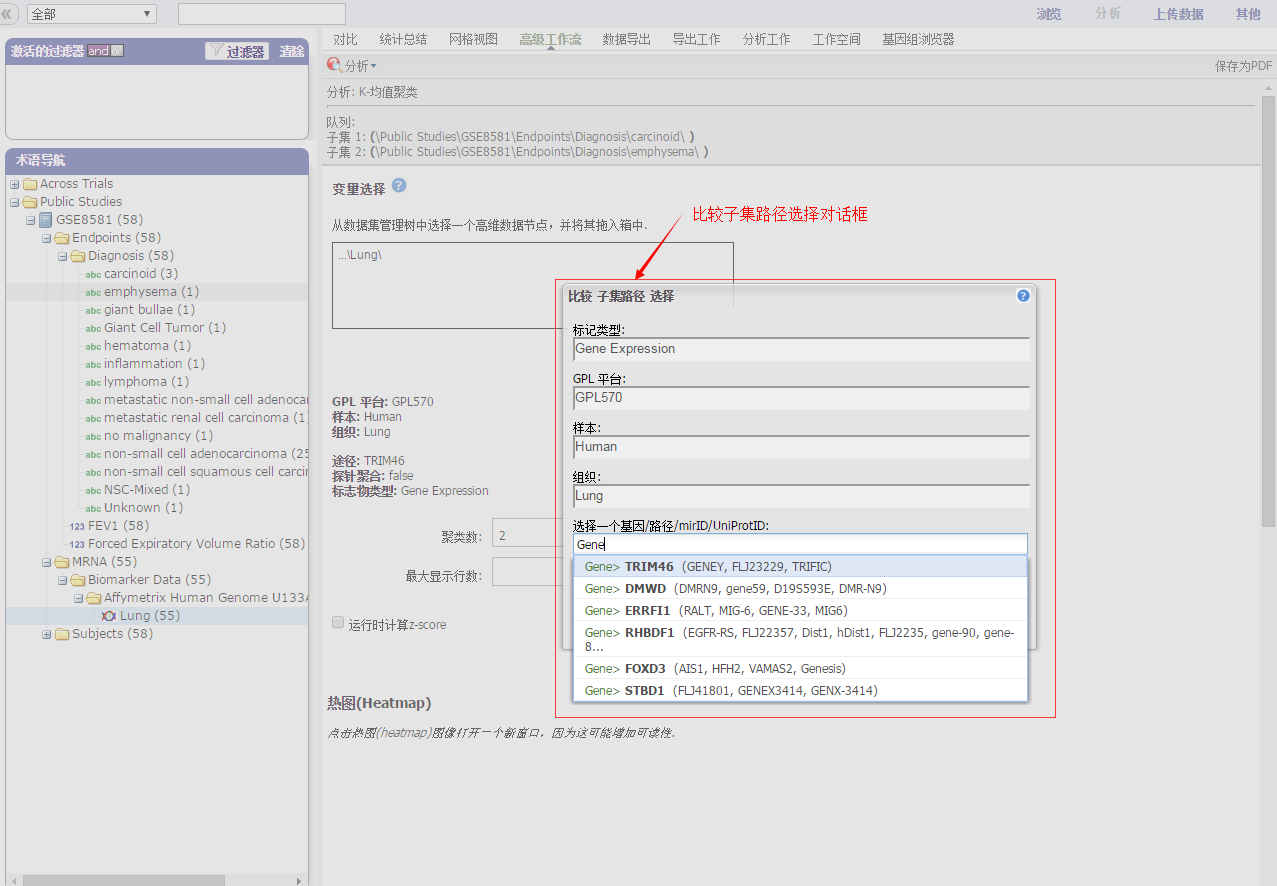 全部
浏览 分析 上传数据 其他
激活的过滤器 and or 过滤器 清除
对比 统计总结 网格视图 高级工作流 数据导出 导出工作 分析工作 工作空间 基因组浏览器
分析 保存为PDF
分析: K-均值聚类
队列:
子集 1: (\Public Studies\GSE8581\Endpoints\Diagnosis\carcinoid\ )
子集 2: (\Public Studies\GSE8581\Endpoints\Diagnosis\emphysema\ )
术语导航
Across Trials
Public Studies
GSE8581 (58)
Endpoints (58)
Diagnosis (58)
abc carcinoid (3)
abc emphysema (1)
abc giant bullae (1)
abc Giant Cell Tumor (1)
abc hematoma (1)
abc inflammation (1)
abc lymphoma (1)
abc metastatic non-small cell adenocar
abc metastatic renal cell carcinoma (1
abc no malignancy (1)
abc non-small cell adenocarcinoma (25
abc non-small cell squamous cell carcin
abc NSC-Mixed (1)
abc Unknown (1)
123 FEV1 (58)
123 Forced Expiratory Volume Ratio (58)
MRNA (55)
Biomarker Data (55)
Affymetrix Human Genome U133A
Lung (55)
Subjects (58)
变量选择 ?
从数据集管理树中选择一个高维数据节点，并将其拖入箱中.
...\Lung\
比较子集路径选择对话框
GPL 平台: GPL570
样本: Human
组织: Lung
途径: TRIM46
探针聚合: false
标志物类型: Gene Expression
聚类数: 2
最大显示行数:
运行时计算z-score
热图(Heatmap)
点击热图(heatmap)图像打开一个新窗口, 因为这可能增加可读性.
比较 子集路径 选择 ?
标记类型:
Gene Expression
GPL 平台:
GPL570
样本:
Human
组织:
Lung
选择一个基因/路径/mirID/UniProtID:
Gene
Gene> TRIM46 (GENEY, FLJ23229, TRIFIC)
Gene> DMWD (DMRN9, gene59, D19S593E, DMR-N9)
Gene> ERRFI1 (RALT, MIG-6, GENE-33, MIG6)
Gene> RHBDF1 (EGFR-RS, FLJ22357, Dist1, hDist1, FLJ2235, gene-90, gene-
8...
Gene> FOXD3 (AIS1, HFH2, VAMAS2, Genesis)
Gene> STBD1 (FLJ41801, GENEX3414, GENX-3414)